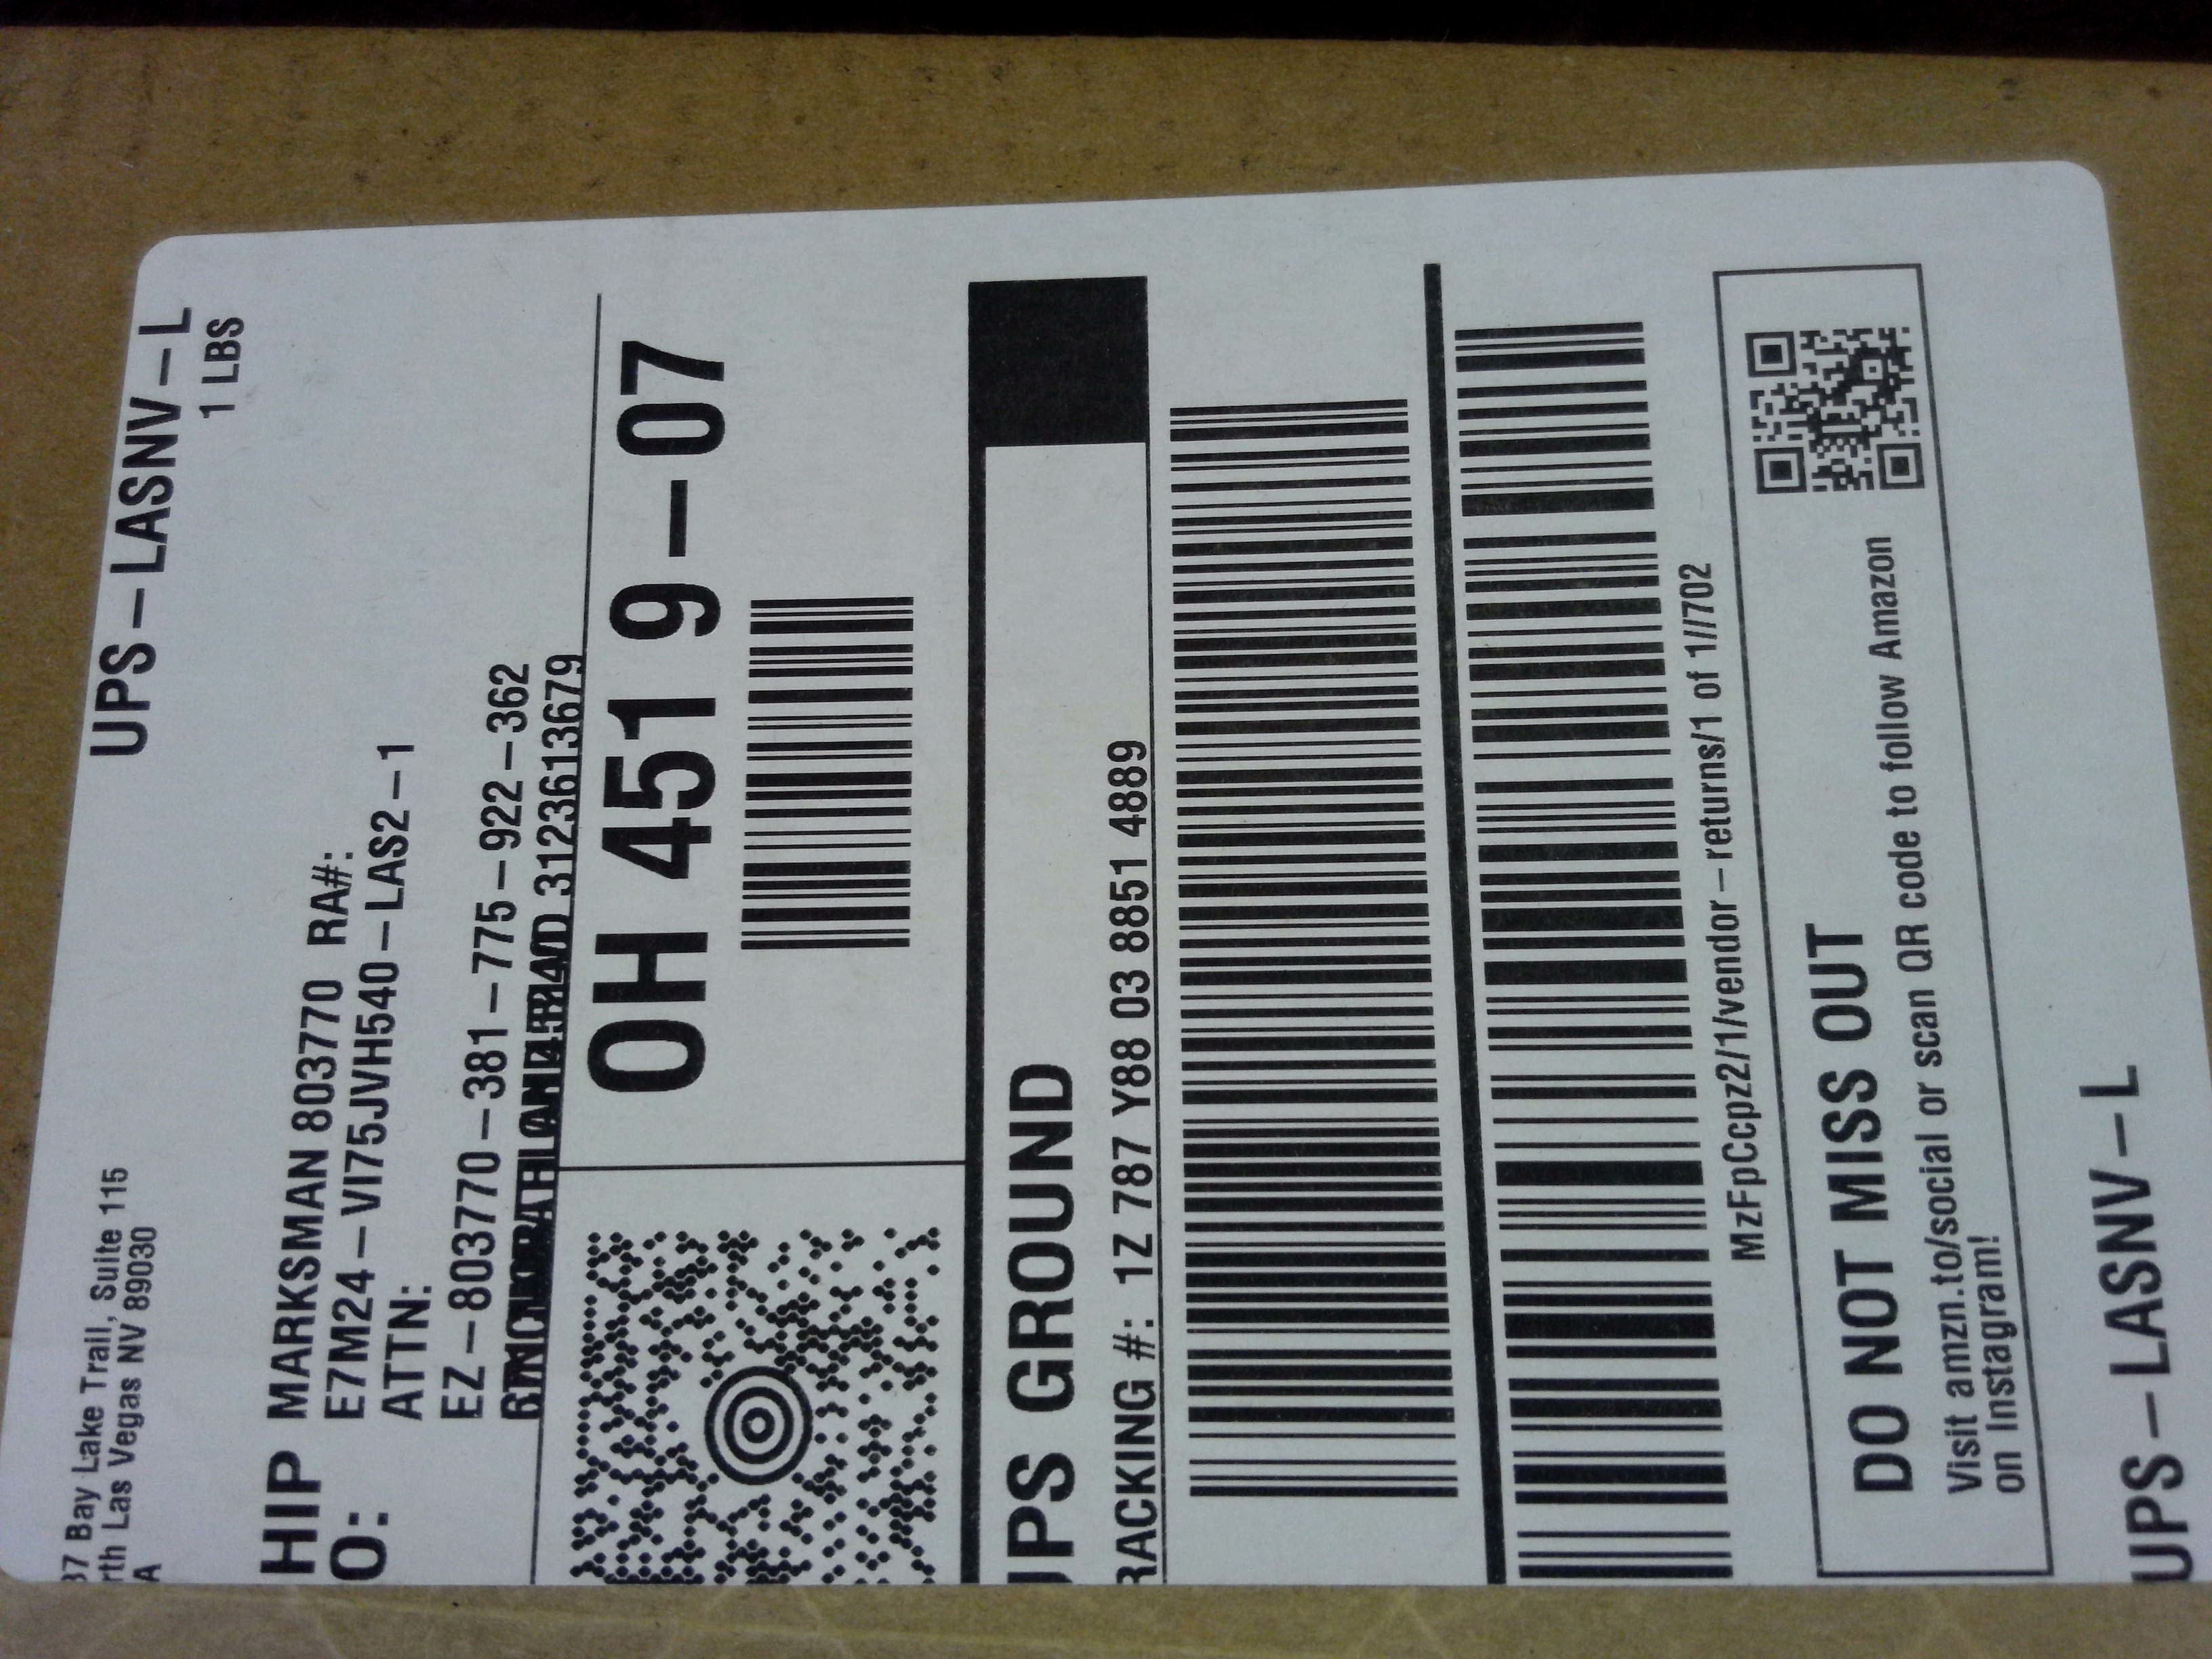 UPS-LASNV-L
1 LBS
37 Bay Lake Trail, Suite 115
rth Las Vegas NV 89030
A
HIP
O:
MARKSMAN 803770 RA#:
E7M24-VI75JVH540-LAS2-1
ATTN:
EZ-803770-381-775-922-362
3123613679
OH 451 9-07
UPS GROUND
RACKING #: 1Z 787 Y88 03 8851 4889
MzFpCcpz2/1/vendor-returns/1 of 1//702
DO NOT MISS OUT
Visit amzn.to/social or scan QR code to follow Amazon
on Instagram!
UPS-LASNV-L